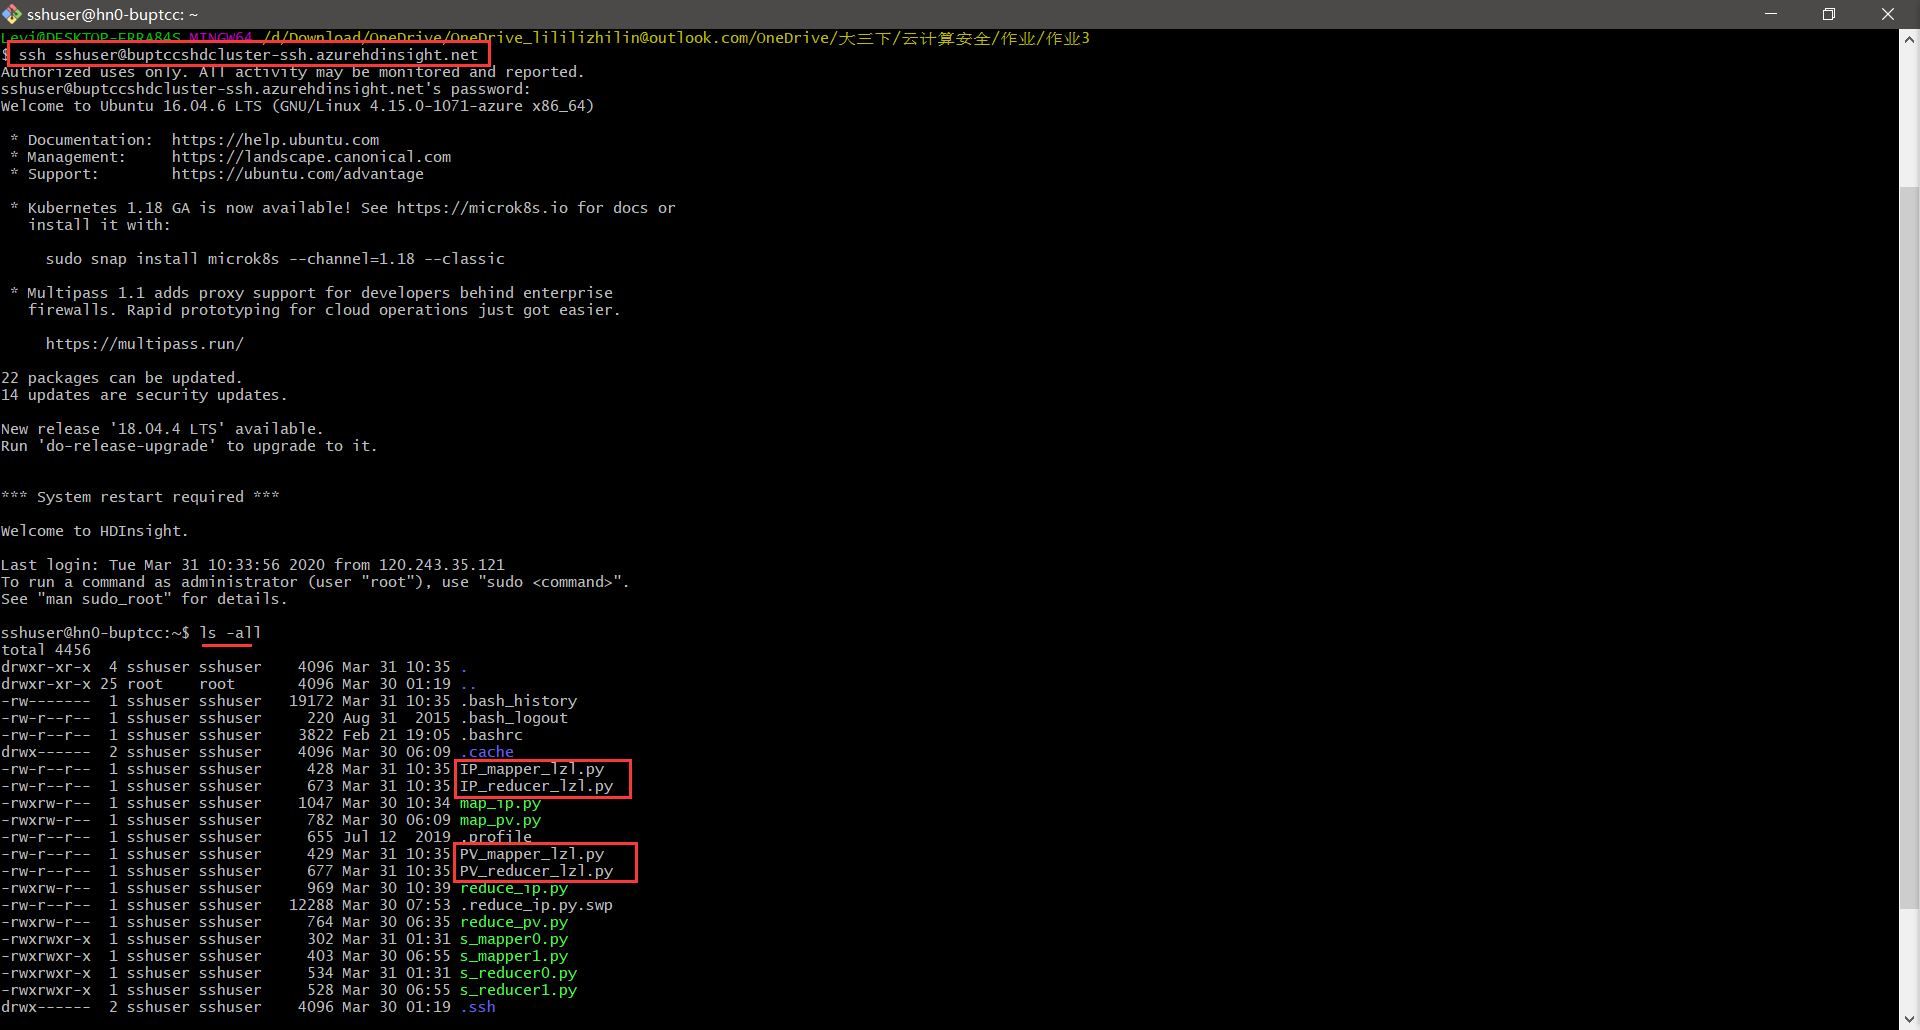 sshuser@hn0-buptcc: ~
Levi@DESKTOP-FRRA84S MINGW64 /d/Download/OneDrive/OneDrive_lililizhilin@outlook.com/OneDrive/大三下/云计算安全/作业/作业3
$ ssh sshuser@buptccshdcluster-ssh.azurehdinsight.net
Authorized uses only. All activity may be monitored and reported.
sshuser@buptccshdcluster-ssh.azurehdinsight.net's password:
Welcome to Ubuntu 16.04.6 LTS (GNU/Linux 4.15.0-1071-azure x86_64)
* Documentation:  https://help.ubuntu.com
* Management:     https://landscape.canonical.com
* Support:        https://ubuntu.com/advantage
* Kubernetes 1.18 GA is now available! See https://microk8s.io for docs or
install it with:
sudo snap install microk8s --channel=1.18 --classic
* Multipass 1.1 adds proxy support for developers behind enterprise
firewalls. Rapid prototyping for cloud operations just got easier.
https://multipass.run/
22 packages can be updated.
14 updates are security updates.
New release '18.04.4 LTS' available.
Run 'do-release-upgrade' to upgrade to it.
*** System restart required ***
Welcome to HDInsight.
Last login: Tue Mar 31 10:33:56 2020 from 120.243.35.121
To run a command as administrator (user "root"), use "sudo <command>".
See "man sudo_root" for details.
sshuser@hn0-buptcc:~$ ls -all
total 4456
drwxr-xr-x  4 sshuser sshuser    4096 Mar 31 10:35 .
drwxr-xr-x 25 root    root       4096 Mar 30 01:19 ..
-rw-------  1 sshuser sshuser   19172 Mar 31 10:35 .bash_history
-rw-r--r--  1 sshuser sshuser     220 Aug 31  2015 .bash_logout
-rw-r--r--  1 sshuser sshuser    3822 Feb 21 19:05 .bashrc
drwx------  2 sshuser sshuser    4096 Mar 30 06:09 .cache
-rw-r--r--  1 sshuser sshuser     428 Mar 31 10:35 IP_mapper_lzl.py
-rw-r--r--  1 sshuser sshuser     673 Mar 31 10:35 IP_reducer_lzl.py
-rwxrw-r--  1 sshuser sshuser    1047 Mar 30 10:34 map_ip.py
-rwxrw-r--  1 sshuser sshuser     782 Mar 30 06:09 map_pv.py
-rw-r--r--  1 sshuser sshuser     655 Jul 12  2019 .profile
-rw-r--r--  1 sshuser sshuser     429 Mar 31 10:35 PV_mapper_lzl.py
-rw-r--r--  1 sshuser sshuser     677 Mar 31 10:35 PV_reducer_lzl.py
-rwxrw-r--  1 sshuser sshuser     969 Mar 30 10:39 reduce_ip.py
-rw-r--r--  1 sshuser sshuser   12288 Mar 30 07:53 .reduce_ip.py.swp
-rwxrw-r--  1 sshuser sshuser     764 Mar 30 06:35 reduce_pv.py
-rwxrwxr-x  1 sshuser sshuser     302 Mar 31 01:31 s_mapper0.py
-rwxrwxr-x  1 sshuser sshuser     403 Mar 30 06:55 s_mapper1.py
-rwxrwxr-x  1 sshuser sshuser     534 Mar 31 01:31 s_reducer0.py
-rwxrwxr-x  1 sshuser sshuser     528 Mar 30 06:55 s_reducer1.py
drwx------  2 sshuser sshuser    4096 Mar 30 01:19 .ssh